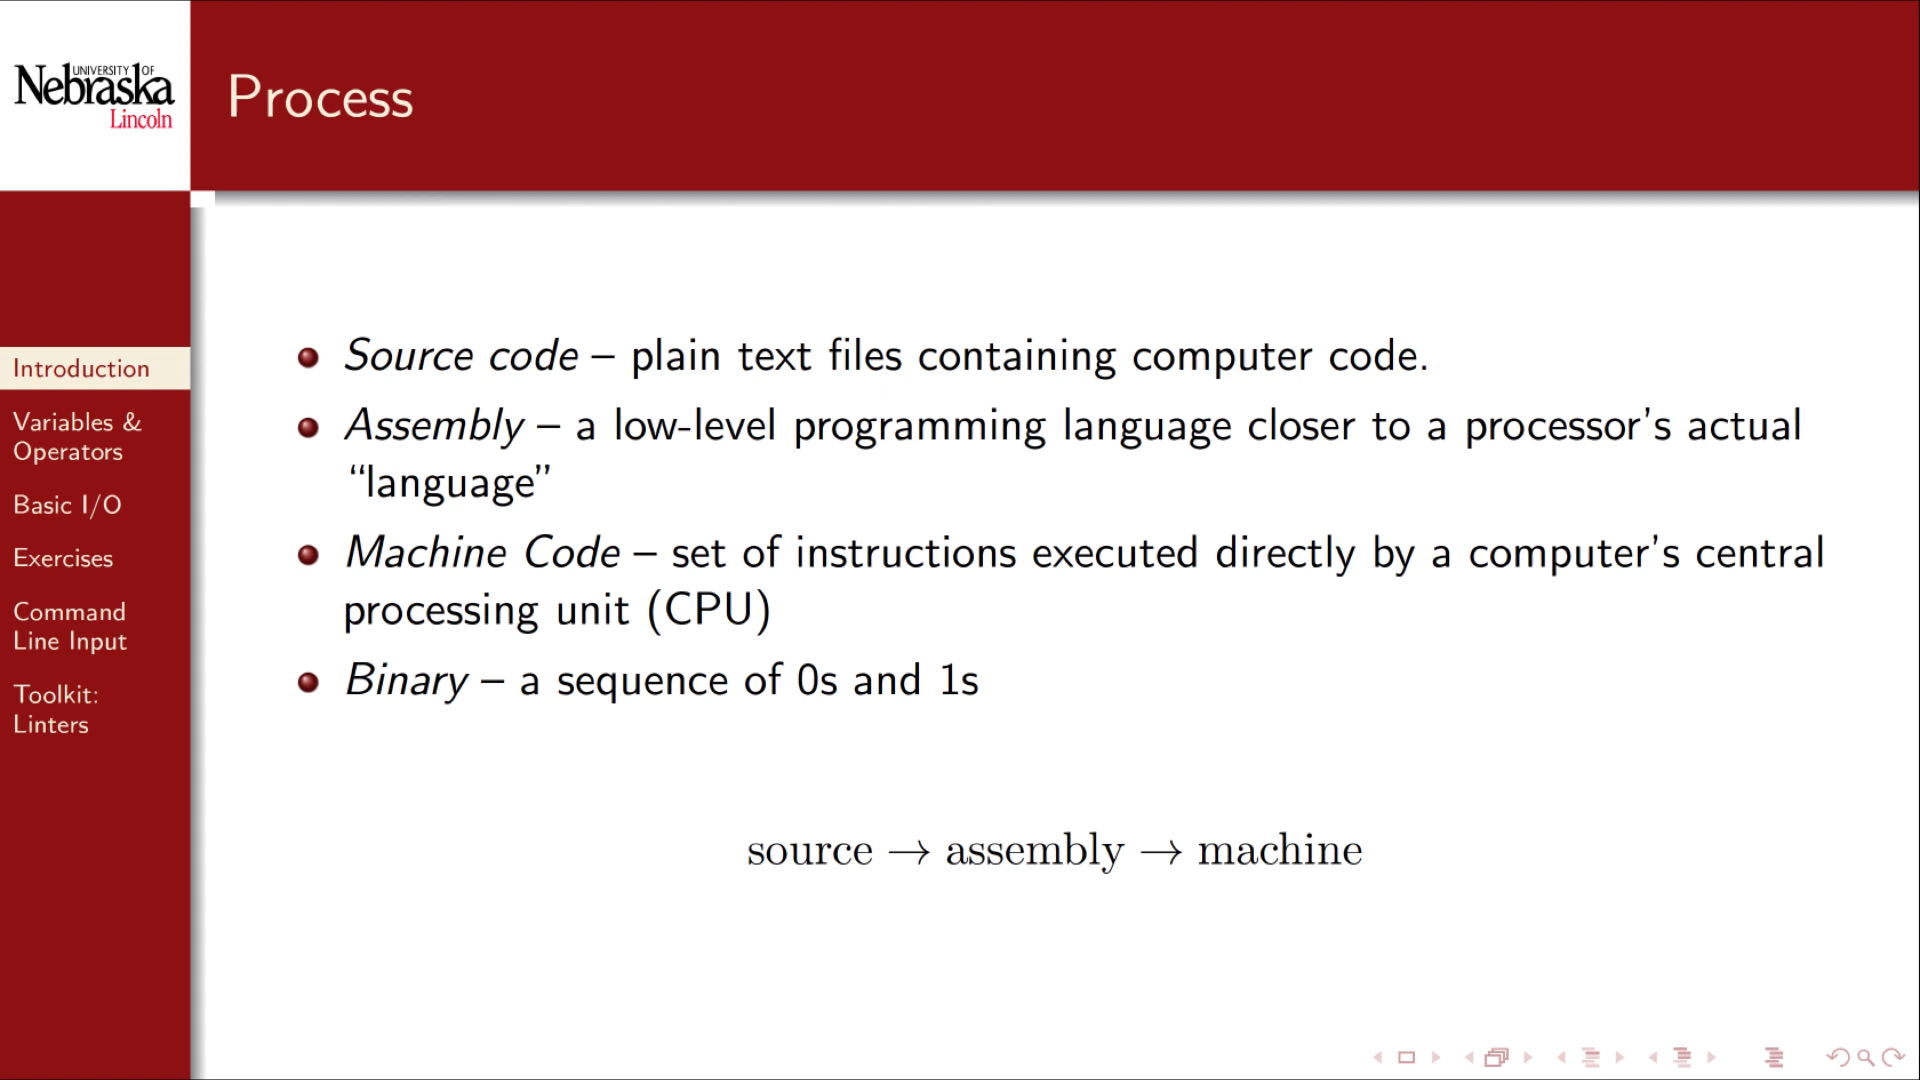 UNIVERSITY OF
Nebraska
Lincoln
Process
Introduction
Variables &
Operators
Basic I/O
Exercises
Command
Line Input
Toolkit:
Linters
Source code – plain text files containing computer code.
Assembly – a low-level programming language closer to a processor’s actual
“language”
Machine Code – set of instructions executed directly by a computer’s central
processing unit (CPU)
Binary – a sequence of 0s and 1s
source → assembly → machine